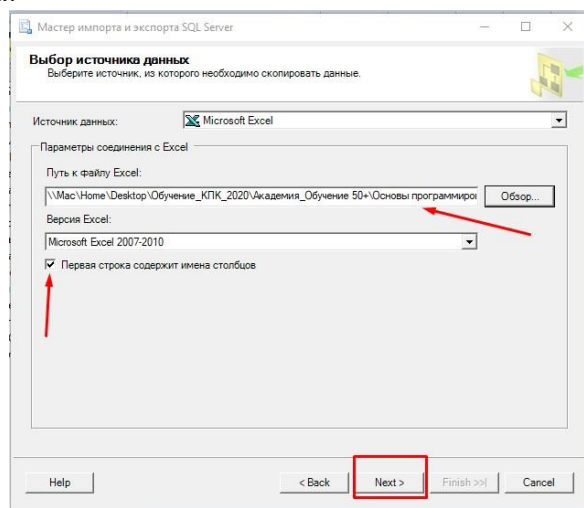 Мастер импорта и экспорта SQL Server
Выбор источника данных
Выберите источник, из которого необходимо скопировать данные.
Источник данных: Microsoft Excel
Параметры соединения с Excel
Путь к файлу Excel:
\\Mac\Home\Desktop\Обучение_КПК_2020\Академия_Обучение 50+\Основы программиро Обзор...
Версия Excel:
Microsoft Excel 2007-2010
Первая строка содержит имена столбцов
Help < Back Next > Finish >>| Cancel